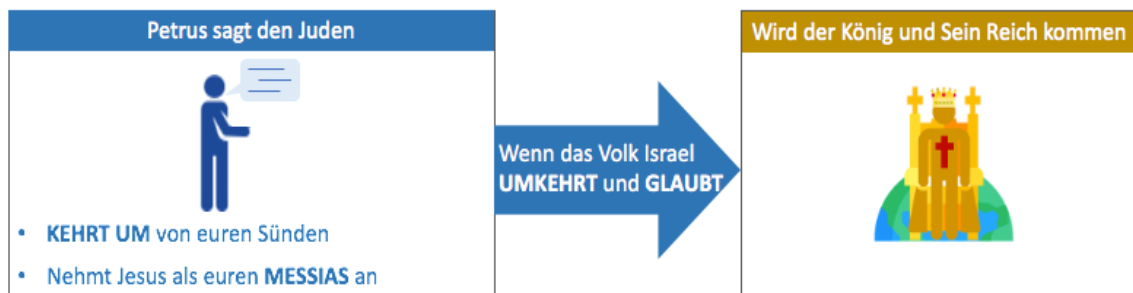 Petrus sagt den Juden
• KEHRT UM von euren Sünden
• Nehmt Jesus als euren MESSIAS an
Wenn das Volk Israel
UMKEHRT und GLAUBT
Wird der König und Sein Reich kommen